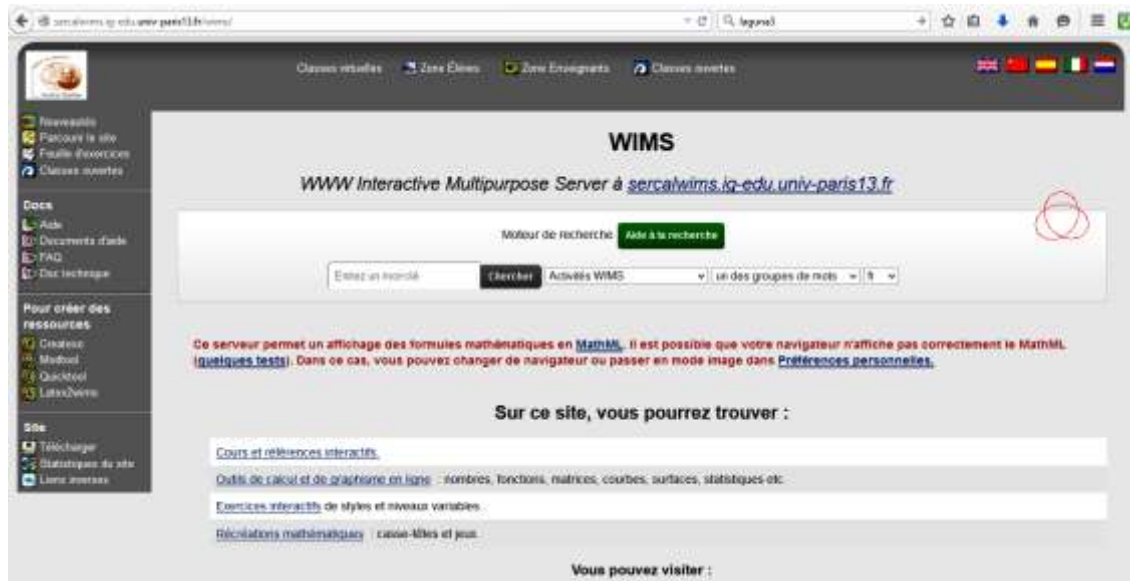 sercalwims.ig-edu.univ-paris13.fr/wims/
laguna3
Classes virtuelles Zone Élèves Zone Enseignants Classes ouvertes
Nouveautés
Parcourir le site
Feuille d'exercices
Classes ouvertes
Docs
Aide
Documents d'aide
FAQ
Doc technique
Pour créer des
ressources
Createxo
Modtool
Quicktool
Latex2wims
Site
Télécharger
Statistiques du site
Liens inverses
WIMS
WWW Interactive Multipurpose Server à sercalwims.ig-edu.univ-paris13.fr
Moteur de recherche Aide à la recherche
Entrez un mot-clé Chercher Activités WIMS un des groupes de mots fr
Ce serveur permet un affichage des formules mathématiques en MathML. Il est possible que votre navigateur n'affiche pas correctement le MathML
(quelques tests). Dans ce cas, vous pouvez changer de navigateur ou passer en mode image dans Préférences personnelles.
Sur ce site, vous pourrez trouver :
Cours et références interactifs.
Outils de calcul et de graphisme en ligne : nombres, fonctions, matrices, courbes, surfaces, statistiques etc.
Exercices interactifs de styles et niveaux variables.
Récréations mathématiques : casse-têtes et jeux.
Vous pouvez visiter :